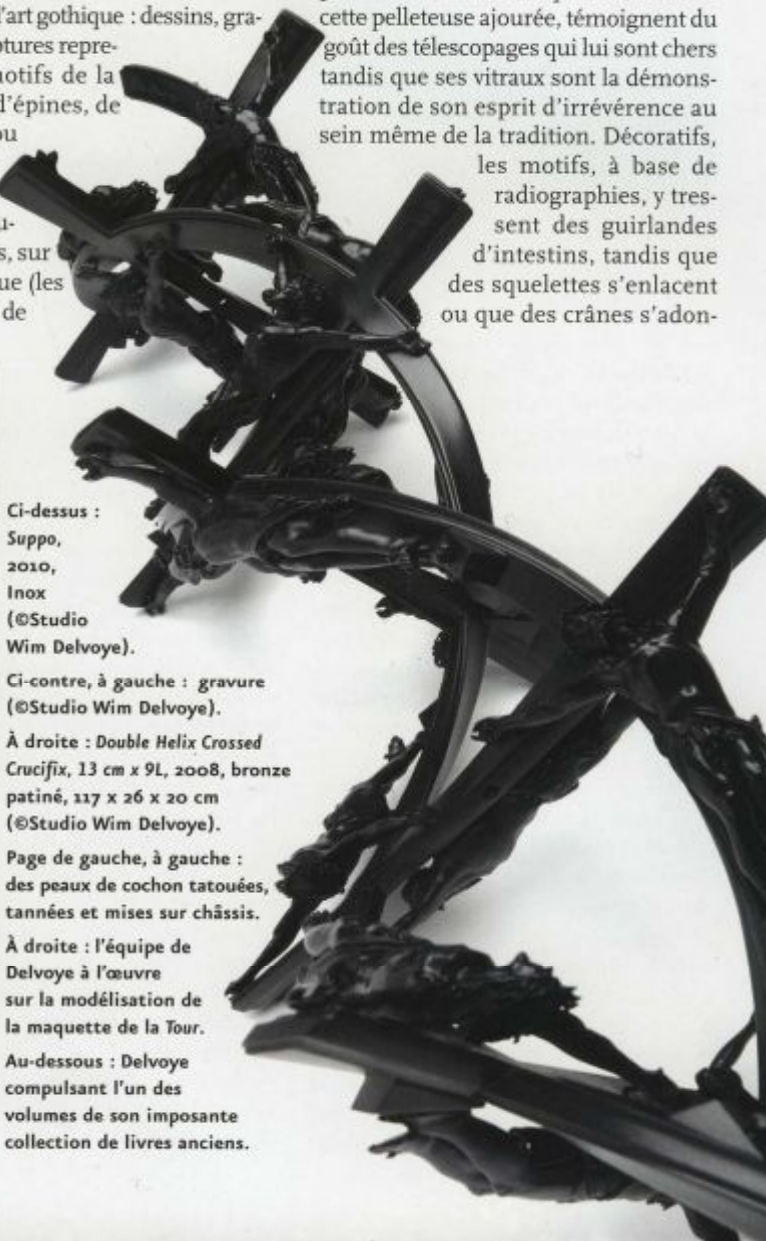 l'art gothique : dessins, gra-
ptures repre-
notifs de la
d'épines, de
ou
u-
s, sur
ue (les
de
cette pelleteuse ajourée, témoignent du
goût des télescopages qui lui sont chers
tandis que ses vitraux sont la démons-
tration de son esprit d'irrévérence au
sein même de la tradition. Décoratifs,
les motifs, à base de
radiographies, y tres-
sent des guirlandes
d'intestins, tandis que
des squelettes s'enlacent
ou que des crânes s'adon-
Ci-dessus :
Suppo,
2010,
Inox
(©Studio
Wim Delvoye).
Ci-contre, à gauche : gravure
(©Studio Wim Delvoye).
À droite : Double Helix Crossed
Crucifix, 13 cm x 9L, 2008, bronze
patiné, 117 x 26 x 20 cm
(©Studio Wim Delvoye).
Page de gauche, à gauche :
des peaux de cochon tatouées,
tannées et mises sur châssis.
À droite : l'équipe de
Delvoye à l'œuvre
sur la modélisation de
la maquette de la Tour.
Au-dessous : Delvoye
compulsant l'un des
volumes de son imposante
collection de livres anciens.